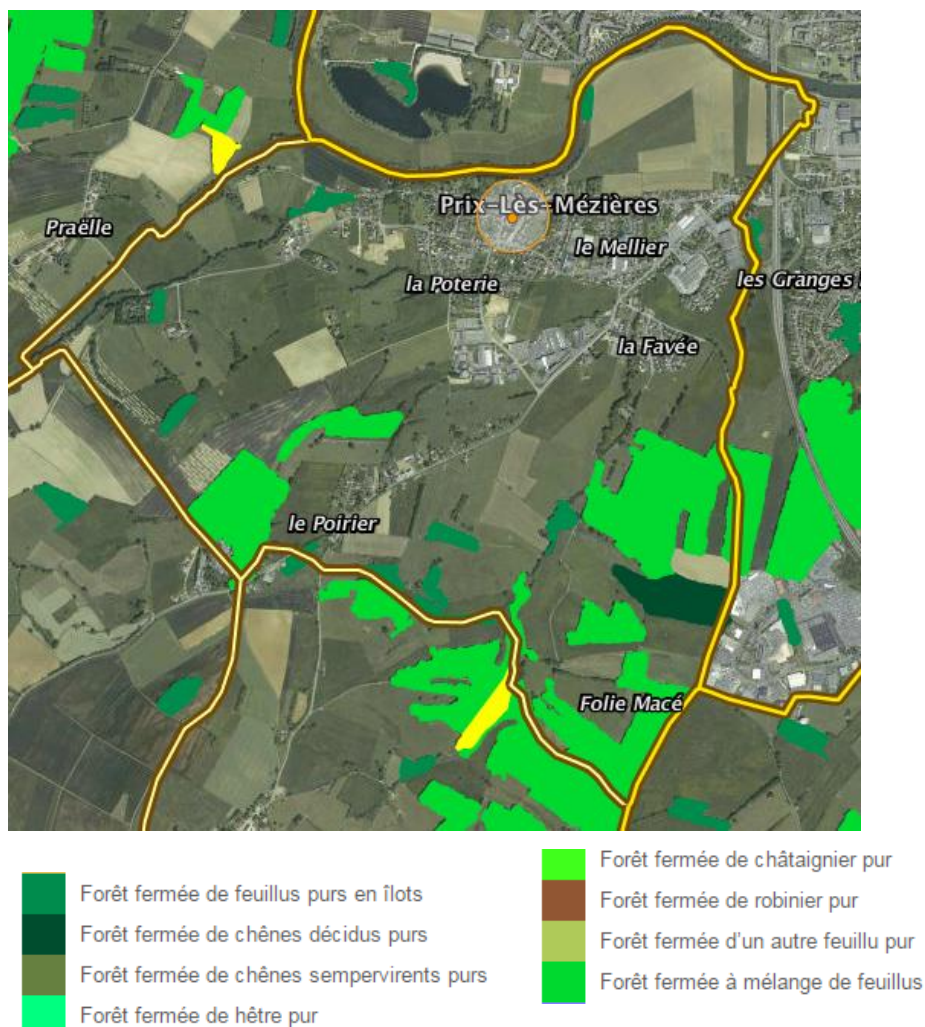 Praëlle
Prix-Lès-Mézières
le Mellier
la Poterie
les Granges
la Favée
le Poirier
Folie Macé
Forêt fermée de feuillus purs en îlots
Forêt fermée de chênes décidus purs
Forêt fermée de chênes sempervirents purs
Forêt fermée de hêtre pur
Forêt fermée de châtaignier pur
Forêt fermée de robinier pur
Forêt fermée d'un autre feuillu pur
Forêt fermée à mélange de feuillus